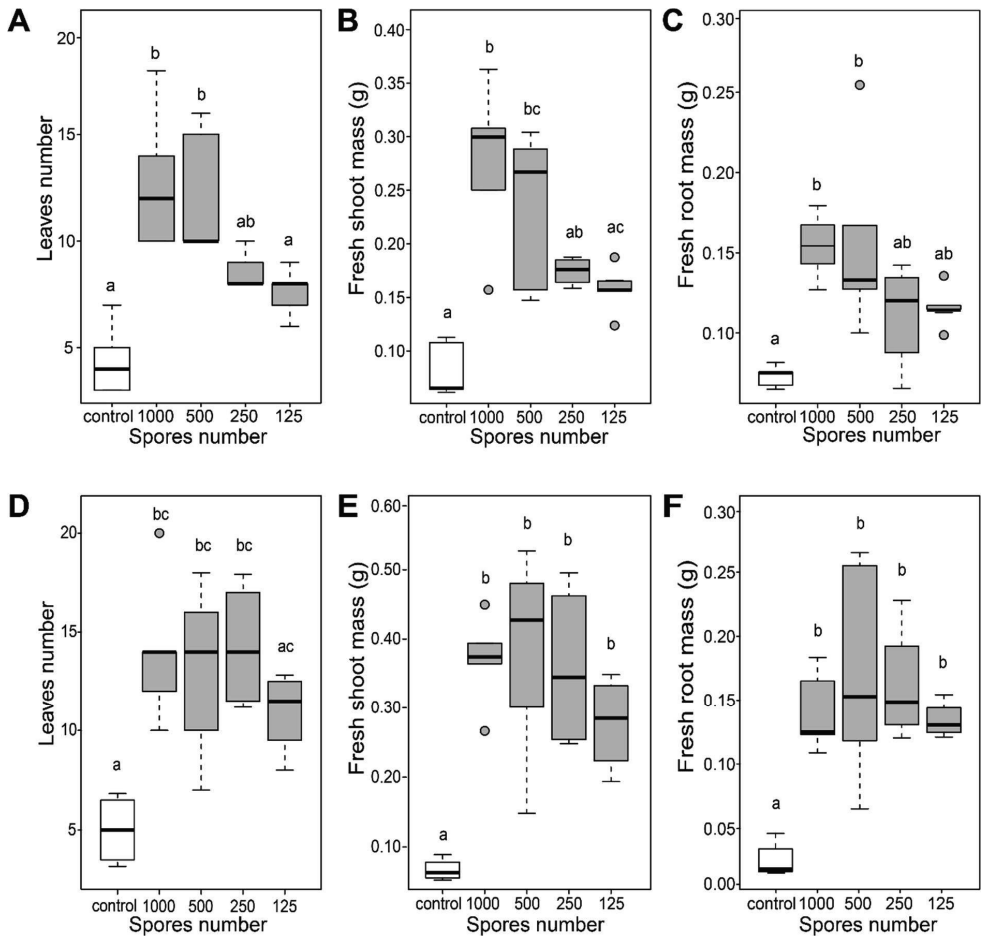 A
Leaves number
20
15
10
5
a
b
b
ab
a
control 1000 500 250 125
Spores number
B
Fresh shoot mass (g)
0.40
0.30
0.25
0.20
0.15
0.10
a
b
bc
ab
ac
control 1000 500 250 125
Spores number
C
Fresh root mass (g)
0.30
0.25
0.20
0.15
0.10
a
b
b
ab
ab
control 1000 500 250 125
Spores number
D
Leaves number
20
15
10
5
a
bc
bc
bc
ac
control 1000 500 250 125
Spores number
E
Fresh shoot mass (g)
0.60
0.50
0.40
0.30
0.20
0.10
a
b
b
b
b
control 1000 500 250 125
Spores number
F
Fresh root mass (g)
0.30
0.25
0.20
0.15
0.10
0.05
0.00
a
b
b
b
b
control 1000 500 250 125
Spores number